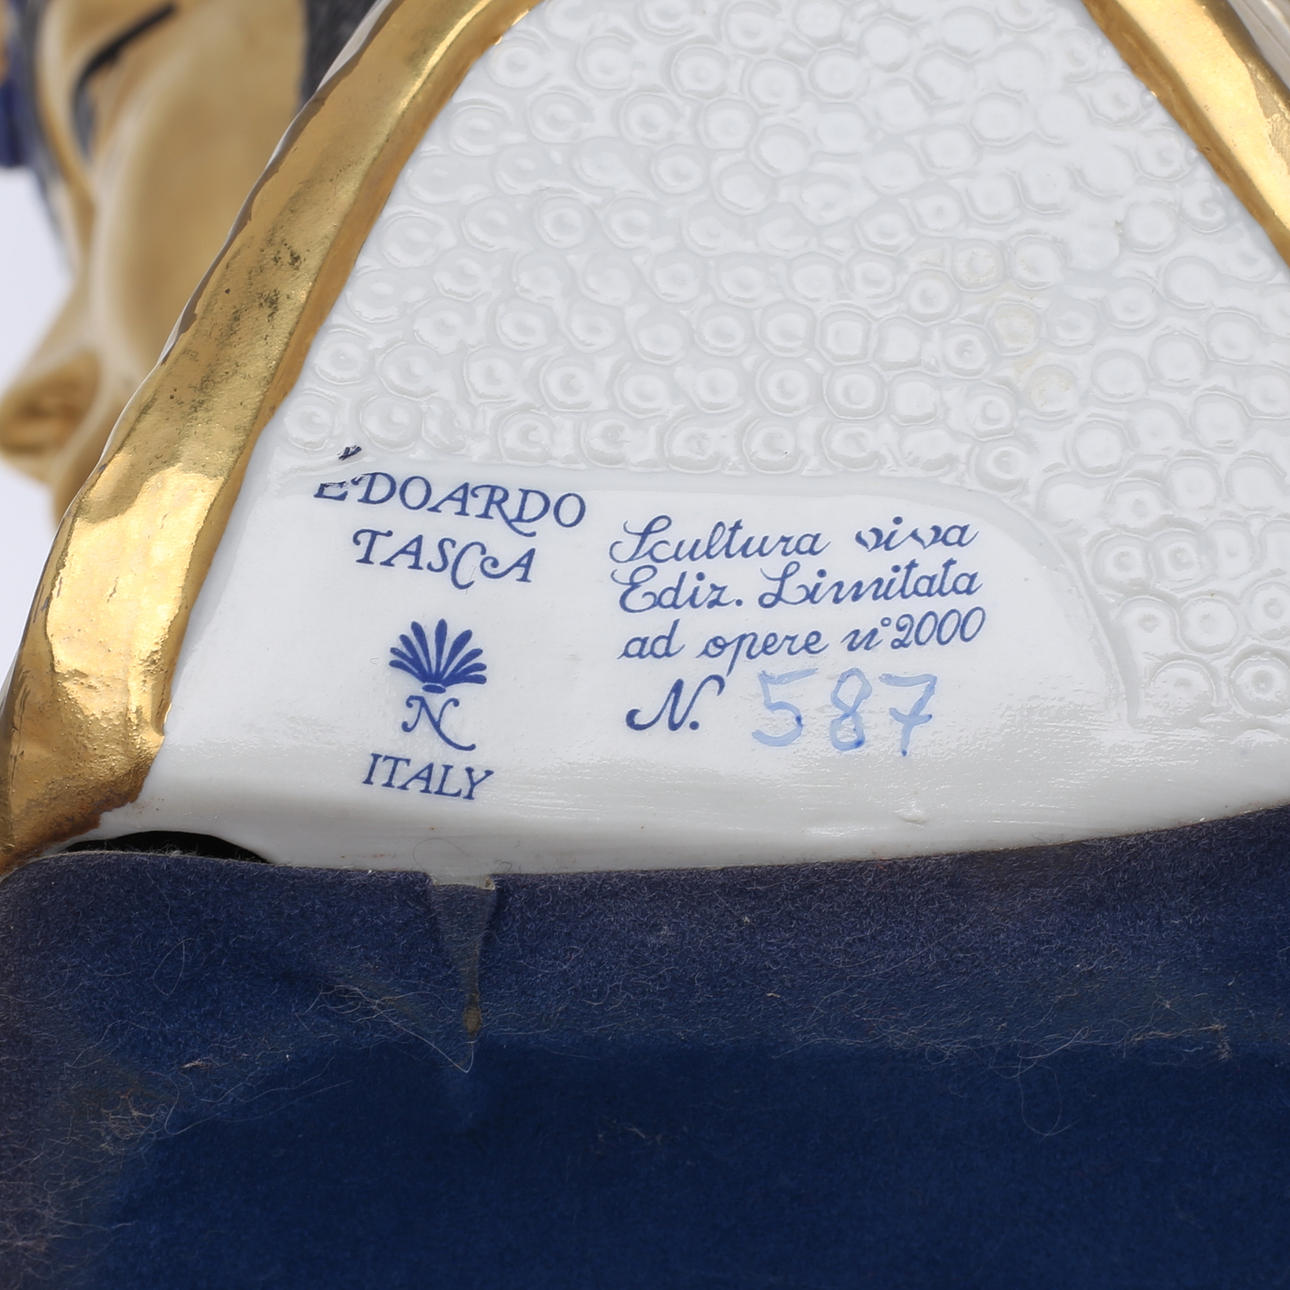 EDOARDO
TASCA
N
ITALY
Scultura viva
Ediz. Limitata
ad opere n° 2000
N. 587